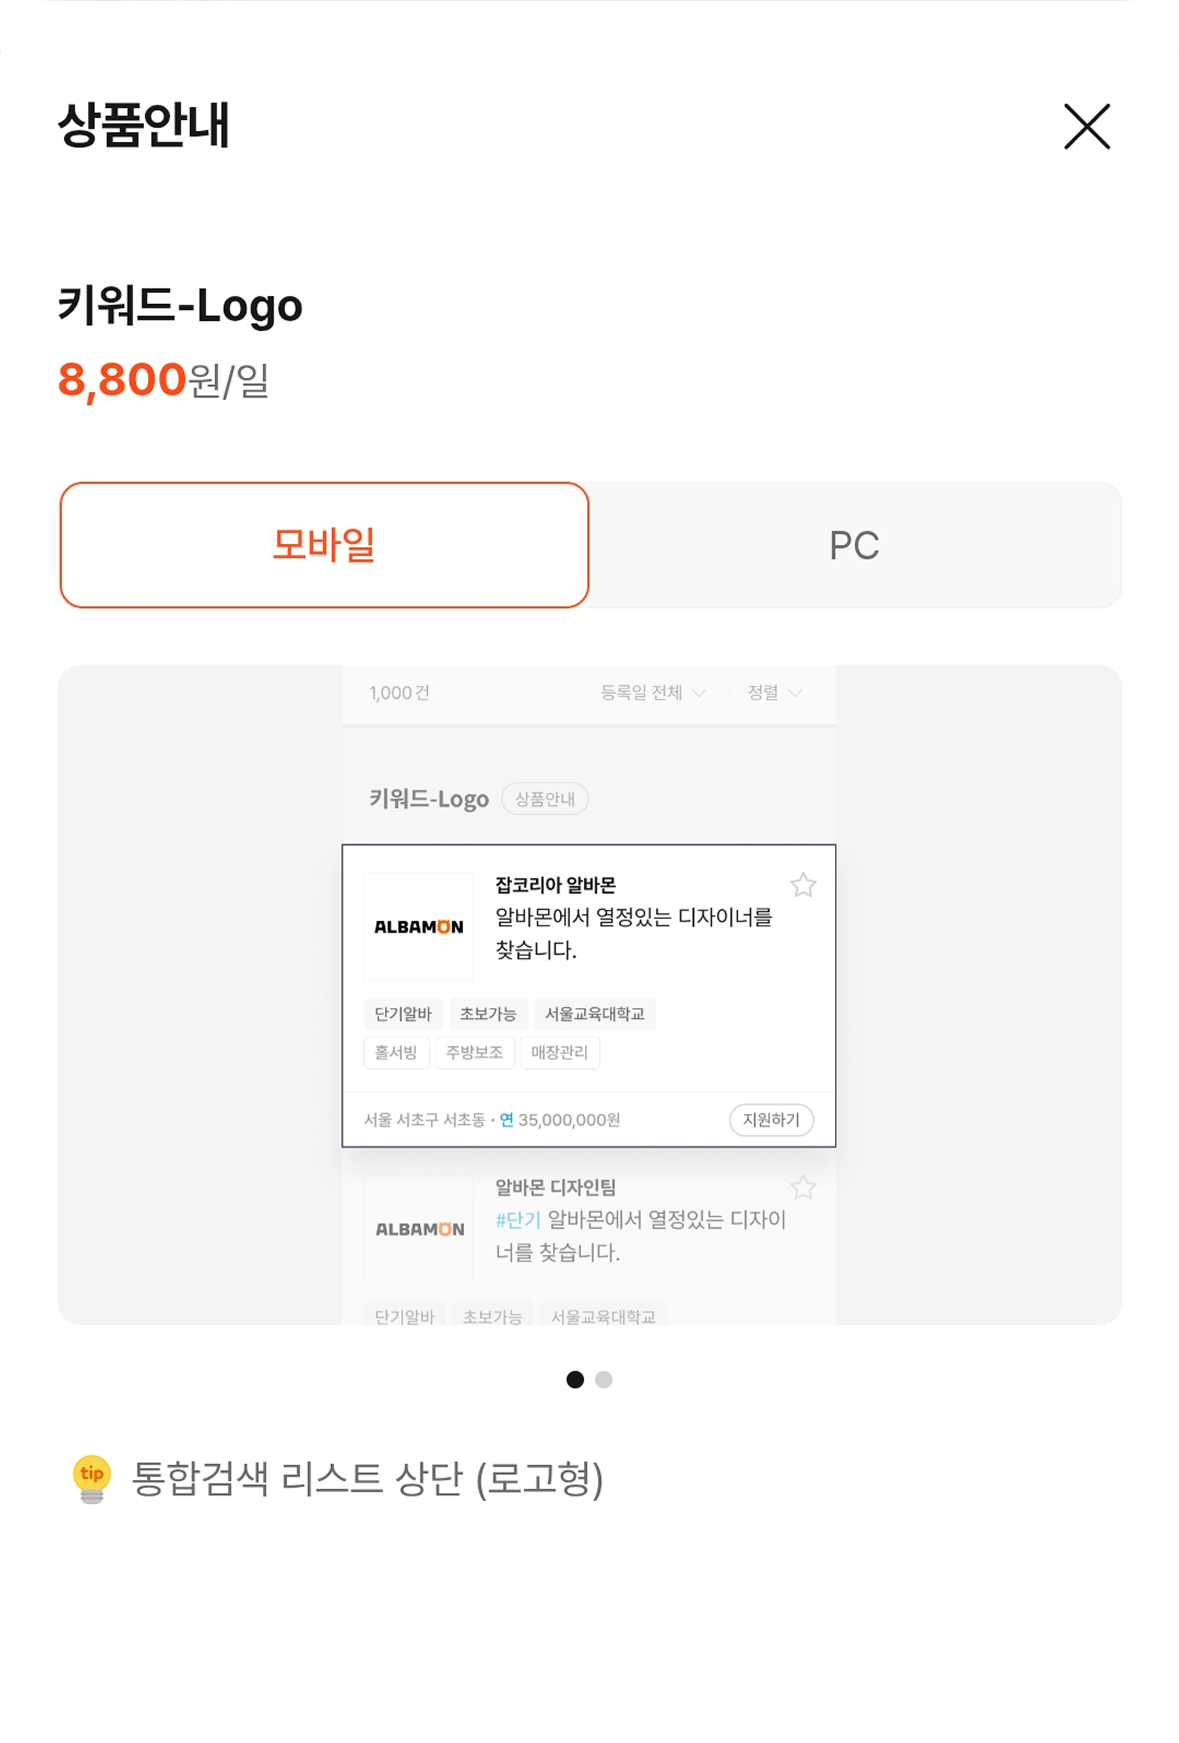 상품안내
키워드-Logo
8,800원/일
모바일
PC
1,000건 등록일 전체 정렬
키워드-Logo 상품안내
ALBAMON
잡코리아 알바몬
알바몬에서 열정있는 디자이너를
찾습니다.
단기알바 초보가능 서울교육대학교
홀서빙 주방보조 매장관리
서울 서초구 서초동 · 연 35,000,000원 지원하기
ALBAMON
알바몬 디자인팀
#단기 알바몬에서 열정있는 디자이
너를 찾습니다.
단기알바 초보가능 서울교육대학교
tip 통합검색 리스트 상단 (로고형)